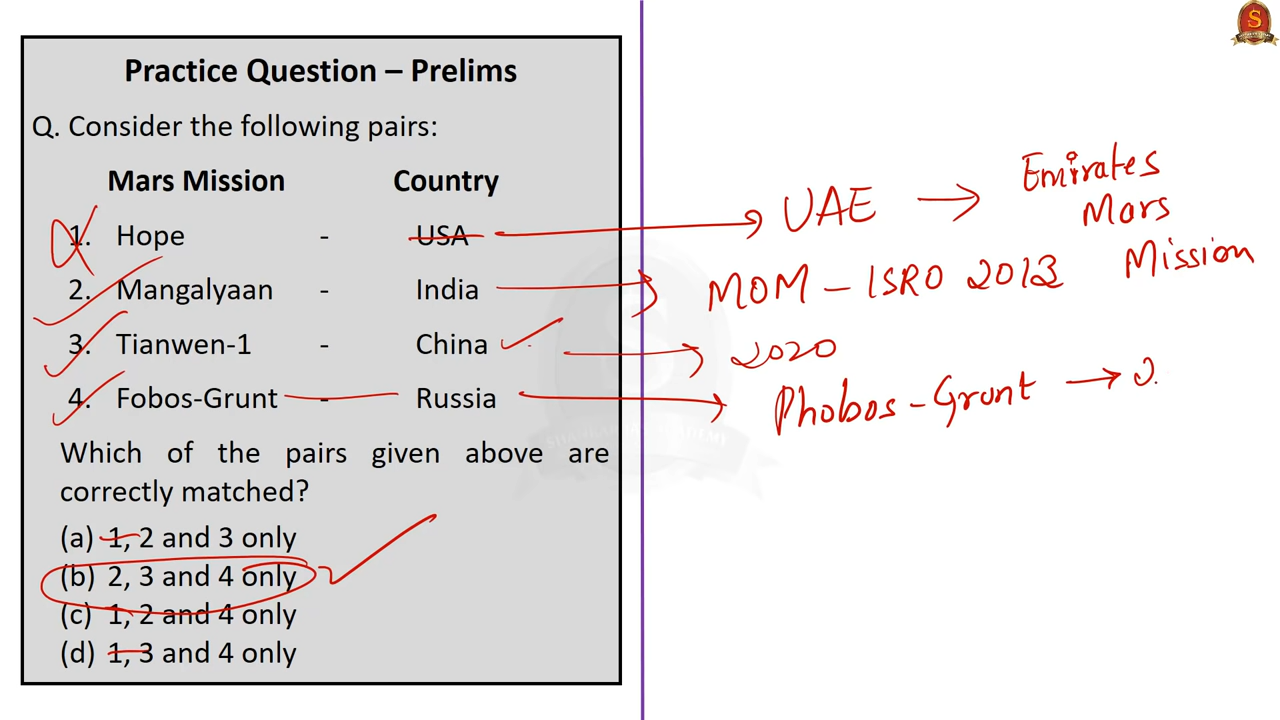 Practice Question – Prelims
Q. Consider the following pairs:
Mars Mission Country
1. Hope - USA
2. Mangalyaan - India
3. Tianwen-1 - China
4. Fobos-Grunt - Russia
Which of the pairs given above are
correctly matched?
(a) 1, 2 and 3 only
(b) 2, 3 and 4 only
(c) 1, 2 and 4 only
(d) 1, 3 and 4 only
UAE → Emirates
Mars
Mission
MOM – ISRO 2013
2020
Phobos-Grunt →
S